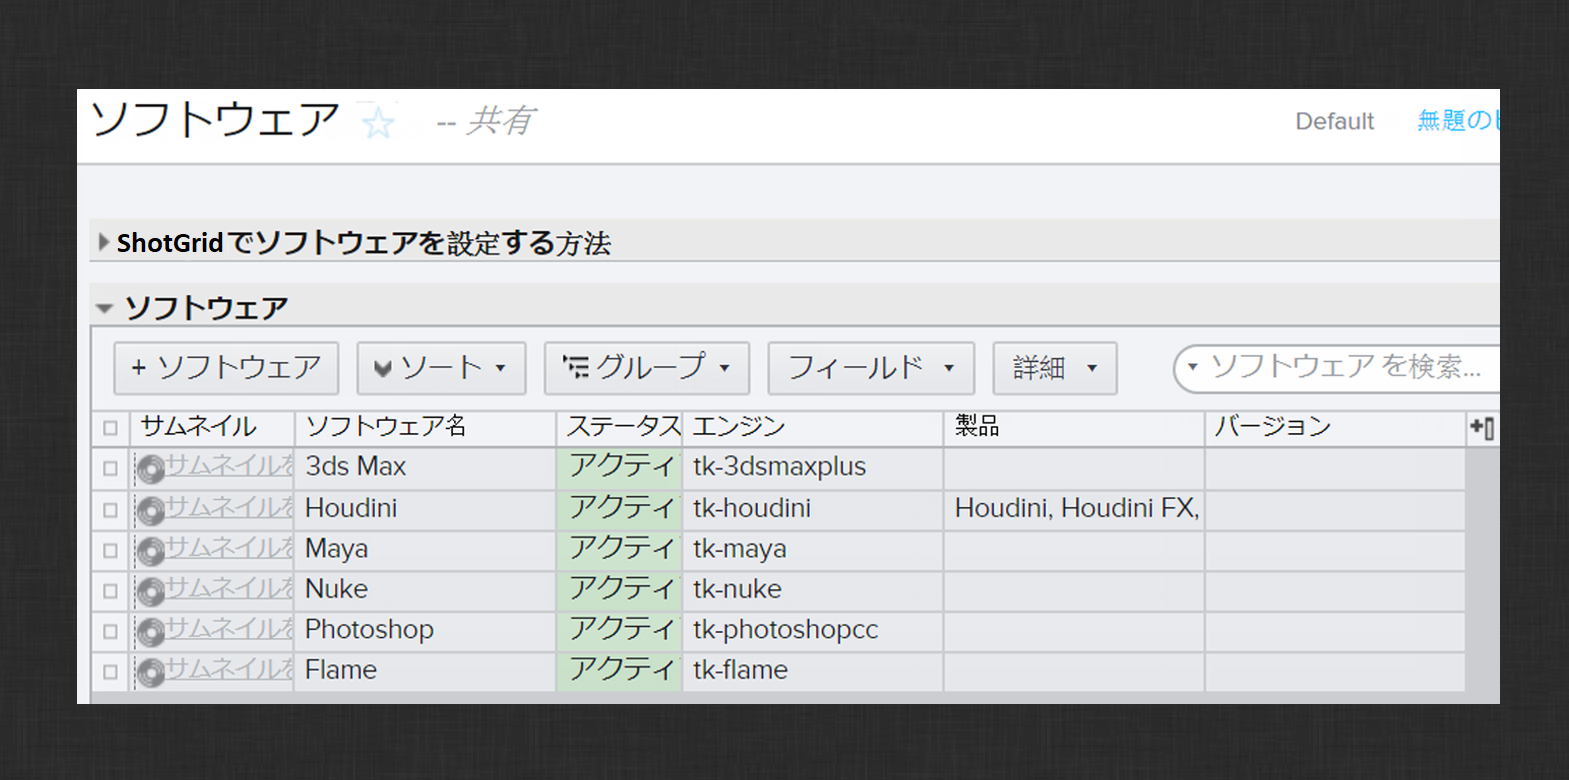 ソフトウェア -- 共有 Default 無題の
ShotGridでソフトウェアを設定する方法
ソフトウェア
+ ソフトウェア ソート グループ フィールド 詳細 ソフトウェア を検索...
サムネイル ソフトウェア名 ステータス エンジン 製品 バージョン
サムネイルを 3ds Max アクティ tk-3dsmaxplus
サムネイルを Houdini アクティ tk-houdini Houdini, Houdini FX,
サムネイルを Maya アクティ tk-maya
サムネイルを Nuke アクティ tk-nuke
サムネイルを Photoshop アクティ tk-photoshopcc
サムネイルを Flame アクティ tk-flame